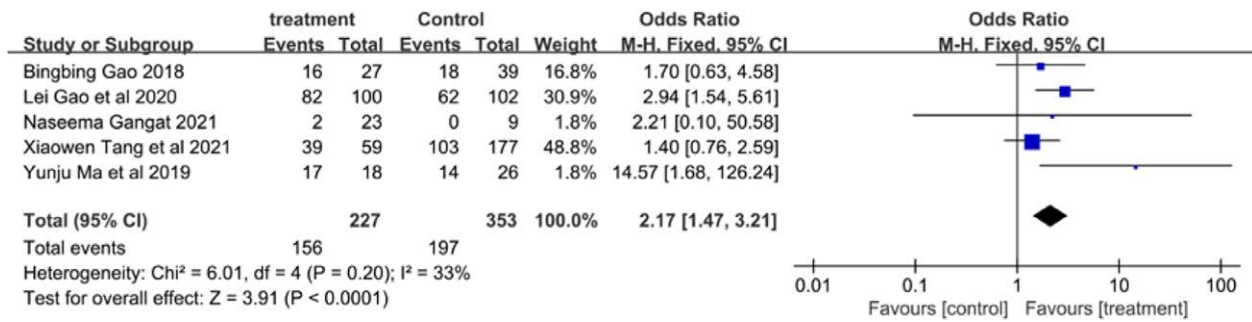 treatment Control Odds Ratio Odds Ratio
Study or Subgroup Events Total Events Total Weight M-H, Fixed, 95% CI M-H, Fixed, 95% CI
Bingbing Gao 2018 16 27 18 39 16.8% 1.70 [0.63, 4.58]
Lei Gao et al 2020 82 100 62 102 30.9% 2.94 [1.54, 5.61]
Naseema Gangat 2021 2 23 0 9 1.8% 2.21 [0.10, 50.58]
Xiaowen Tang et al 2021 39 59 103 177 48.8% 1.40 [0.76, 2.59]
Yunju Ma et al 2019 17 18 14 26 1.8% 14.57 [1.68, 126.24]
Total (95% CI) 227 353 100.0% 2.17 [1.47, 3.21]
Total events 156 197
Heterogeneity: Chi² = 6.01, df = 4 (P = 0.20); I² = 33%
Test for overall effect: Z = 3.91 (P < 0.0001)
0.01 0.1 1 10 100
Favours [control] Favours [treatment]